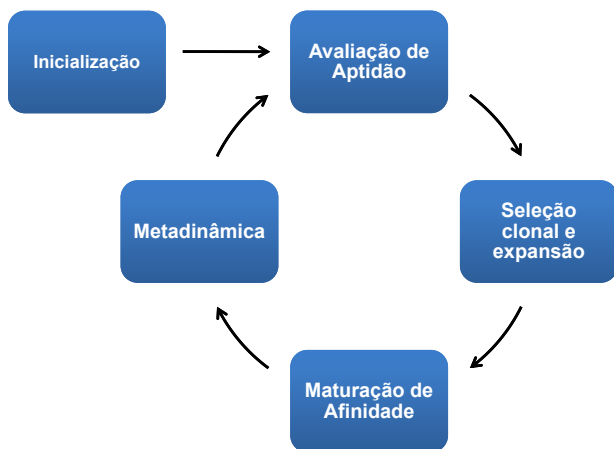 Inicialização
Avaliação de
Aptidão
Seleção
clonal e
expansão
Maturação de
Afinidade
Metadinâmica